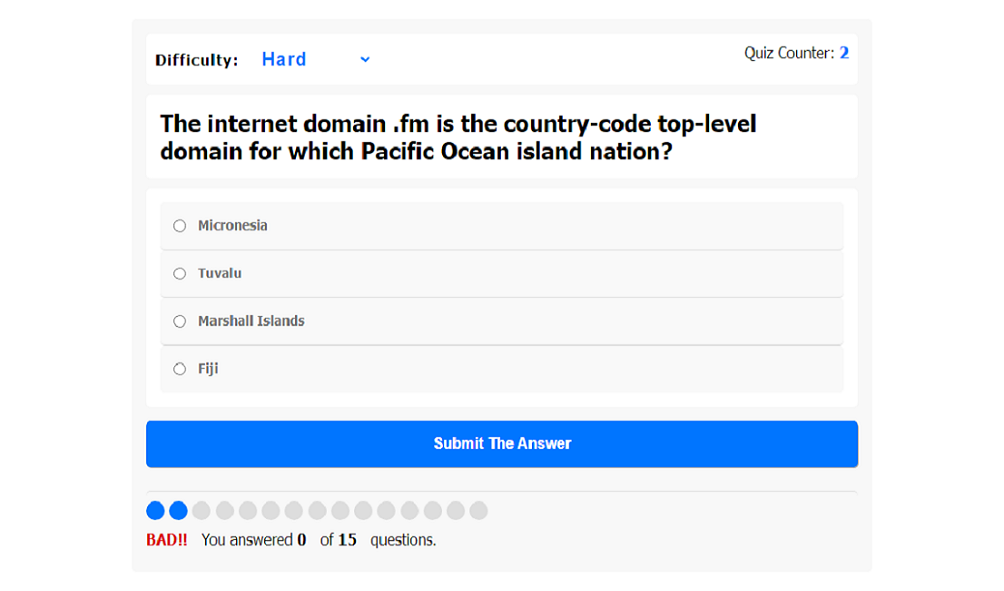 Difficulty: Hard
Quiz Counter: 2
The internet domain .fm is the country-code top-level
domain for which Pacific Ocean island nation?
Micronesia
Tuvalu
Marshall Islands
Fiji
Submit The Answer
BAD!! You answered 0 of 15 questions.